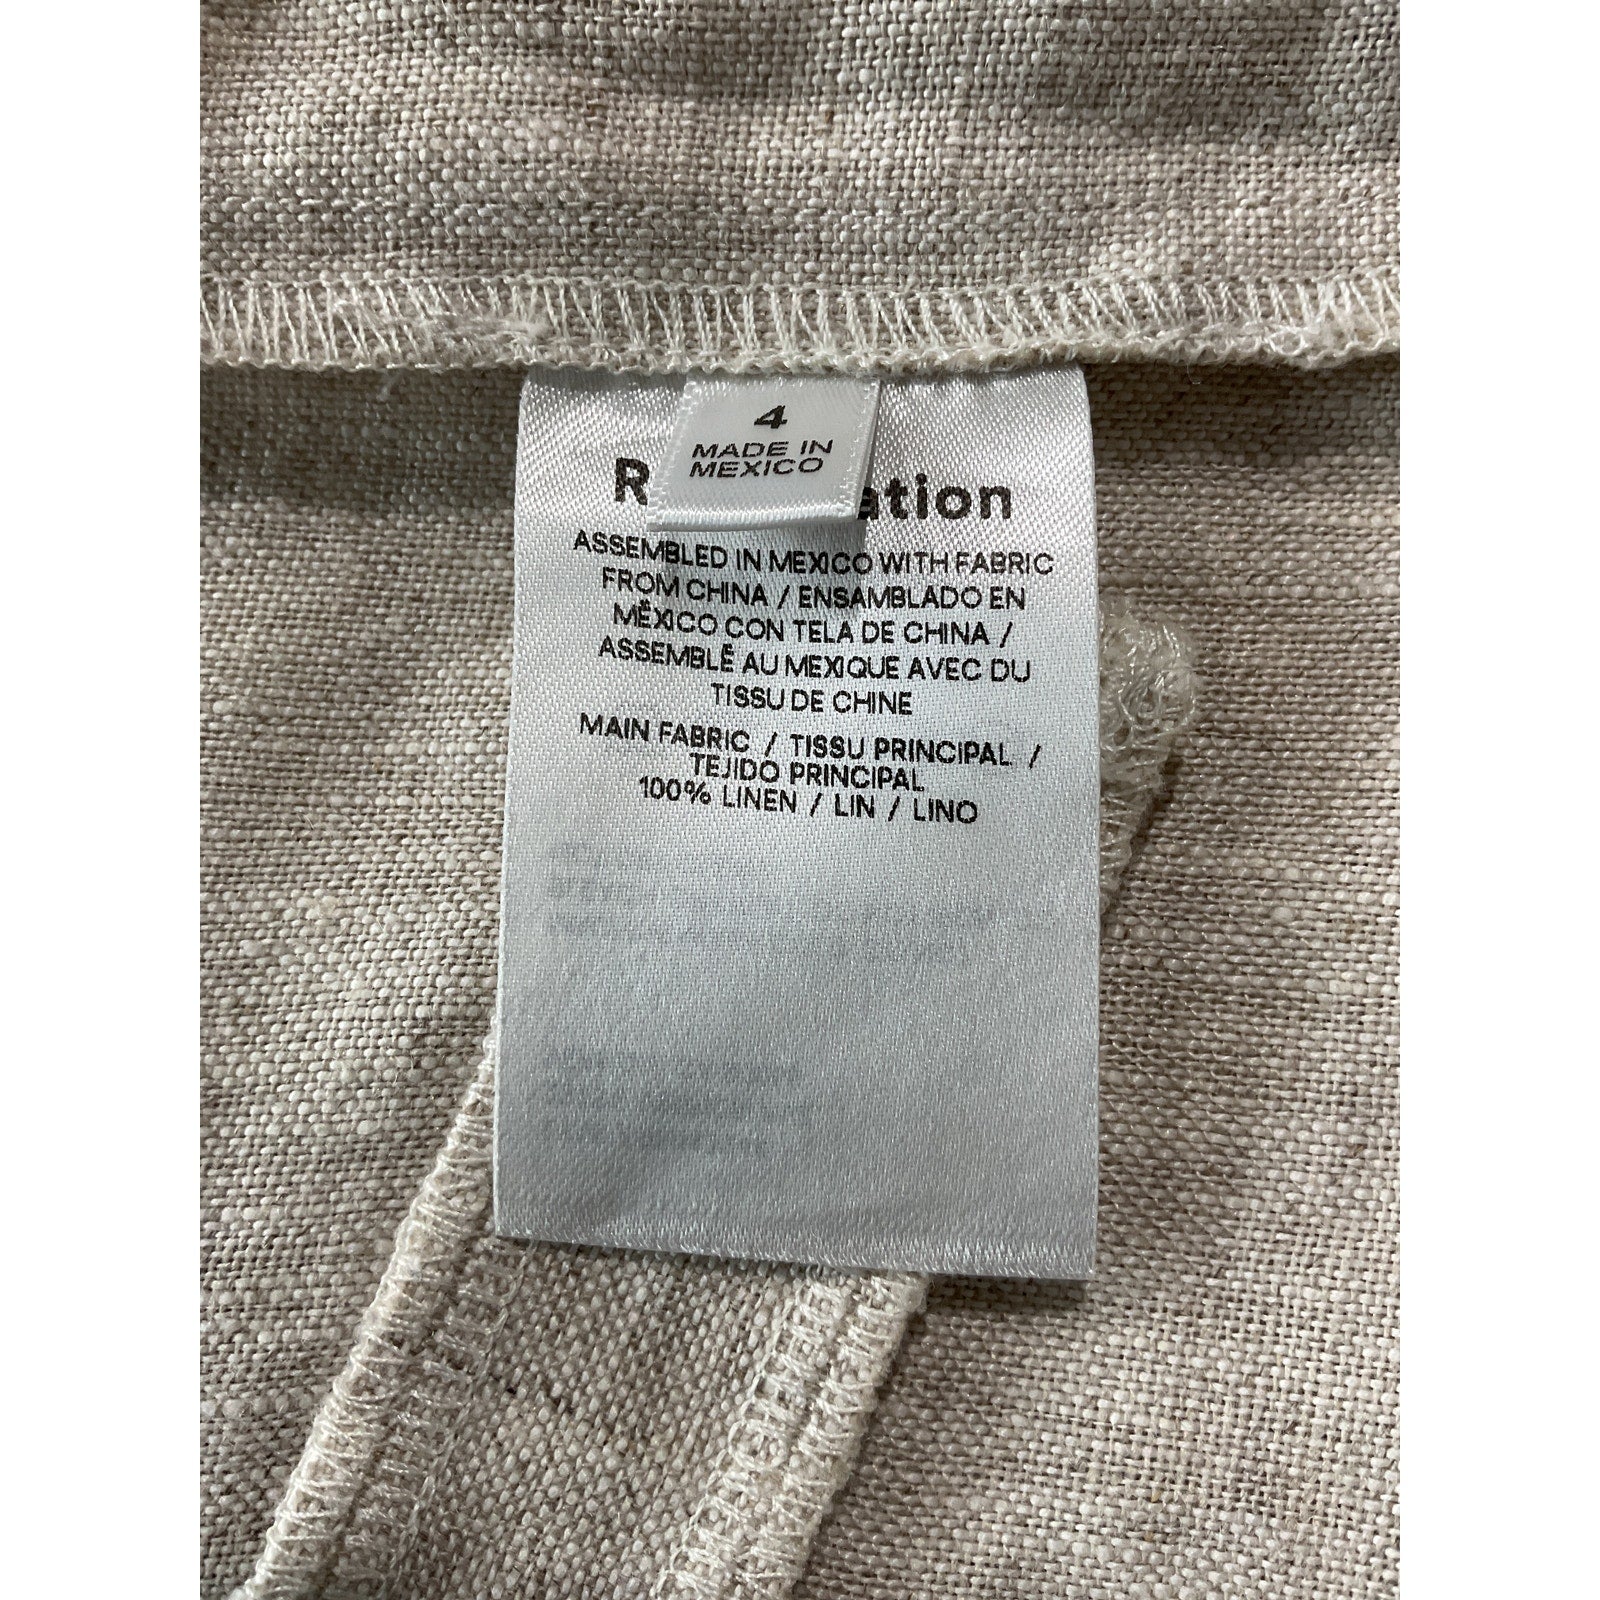 4
MADE IN
MEXICO
ASSEMBLED IN MEXICO WITH FABRIC
FROM CHINA / ENSAMBLADO EN
MÉXICO CON TELA DE CHINA /
ASSEMBLÉ AU MEXIQUE AVEC DU
TISSU DE CHINE
MAIN FABRIC / TISSU PRINCIPAL /
TEJIDO PRINCIPAL
100% LINEN / LIN / LINO